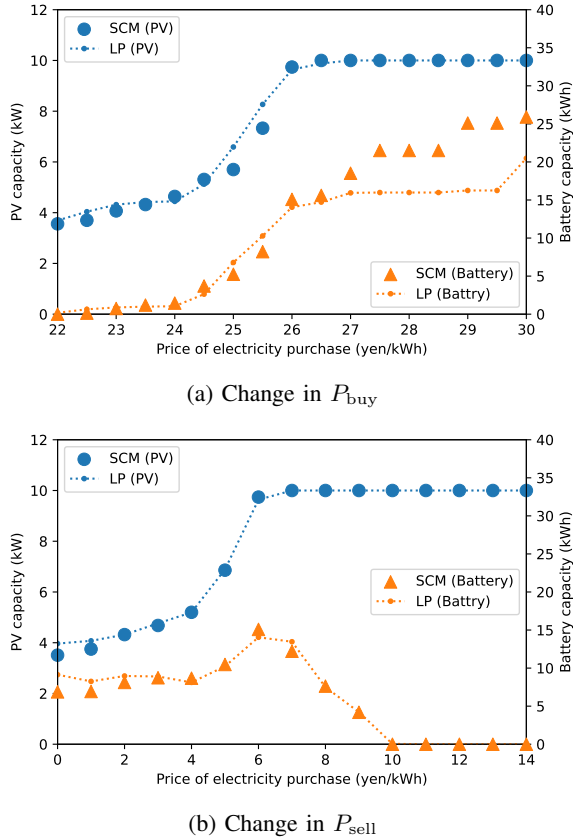 12
10
8
6
4
2
0
PV capacity (kW)
SCM (PV)
LP (PV)
SCM (Battery)
LP (Battry)
40
35
30
25
20
15
10
5
0
Battery capacity (kWh)
22 23 24 25 26 27 28 29 30
Price of electricity purchase (yen/kWh)
(a) Change in P_buy
12
10
8
6
4
2
0
PV capacity (kW)
SCM (PV)
LP (PV)
SCM (Battery)
LP (Battry)
40
35
30
25
20
15
10
5
0
Battery capacity (kWh)
0 2 4 6 8 10 12 14
Price of electricity purchase (yen/kWh)
(b) Change in P_sell